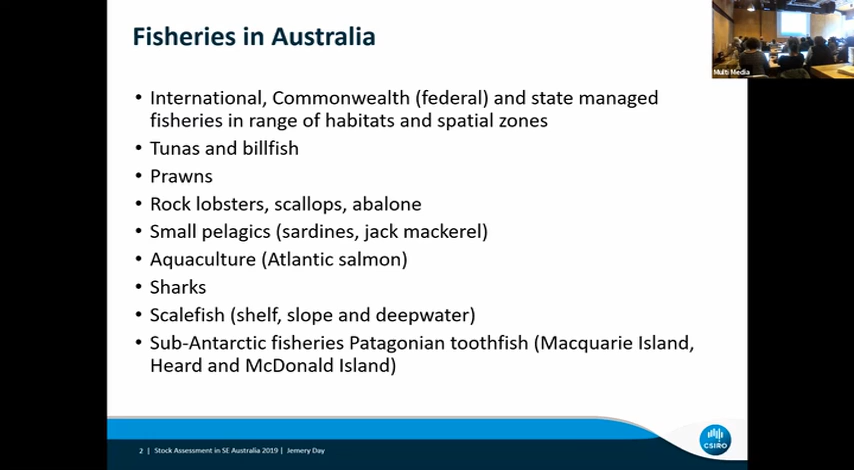 Fisheries in Australia
Multi Media
• International, Commonwealth (federal) and state managed
fisheries in range of habitats and spatial zones
• Tunas and billfish
• Prawns
• Rock lobsters, scallops, abalone
• Small pelagics (sardines, jack mackerel)
• Aquaculture (Atlantic salmon)
• Sharks
• Scalefish (shelf, slope and deepwater)
• Sub-Antarctic fisheries Patagonian toothfish (Macquarie Island,
Heard and McDonald Island)
2 | Stock Assessment in SE Australia 2019 | Jemery Day
CSIRO